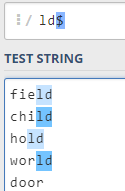 / ld$
TEST STRING
field
child
hold
world
door